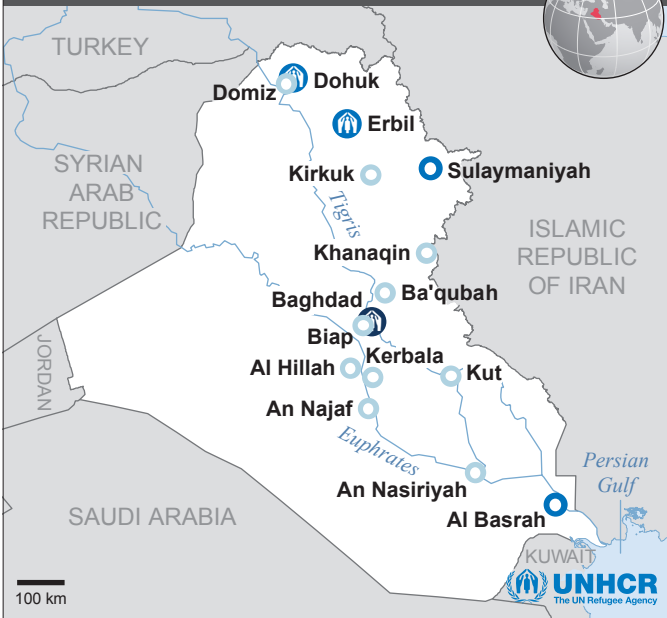 TURKEY
Dohuk
Domiz
Erbil
SYRIAN
ARAB
REPUBLIC
Kirkuk
Sulaymaniyah
Tigris
ISLAMIC
REPUBLIC
OF IRAN
Khanaqin
Ba'qubah
Baghdad
Biap
JORDAN
Kerbala
Al Hillah
Kut
An Najaf
Euphrates
Persian
Gulf
An Nasiriyah
Al Basrah
SAUDI ARABIA
KUWAIT
UNHCR
The UN Refugee Agency
100 km